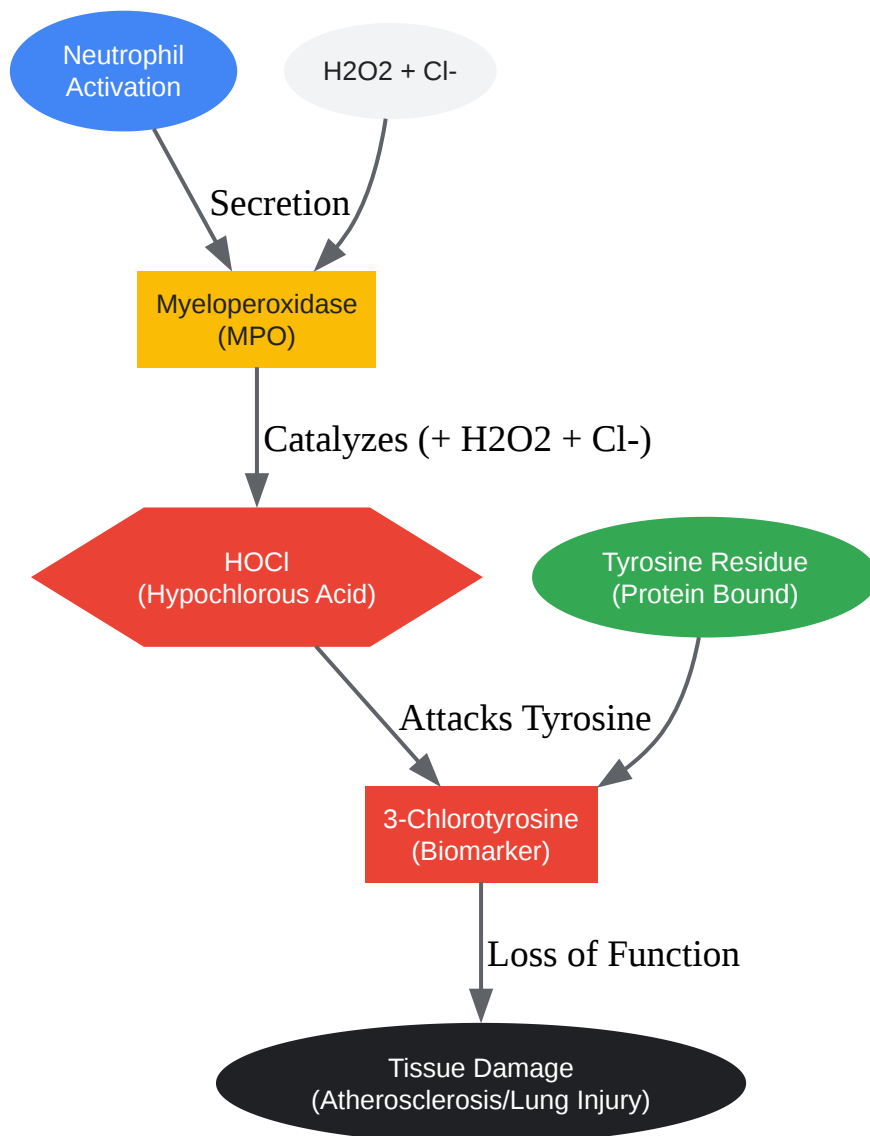 Neutrophil
Activation
H2O2 + Cl-
Secretion
Myeloperoxidase
(MPO)
Catalyzes (+ H2O2 + Cl-)
HOCl
(Hypochlorous Acid)
Tyrosine Residue
(Protein Bound)
Attacks Tyrosine
3-Chlorotyrosine
(Biomarker)
Loss of Function
Tissue Damage
(Atherosclerosis/Lung Injury)